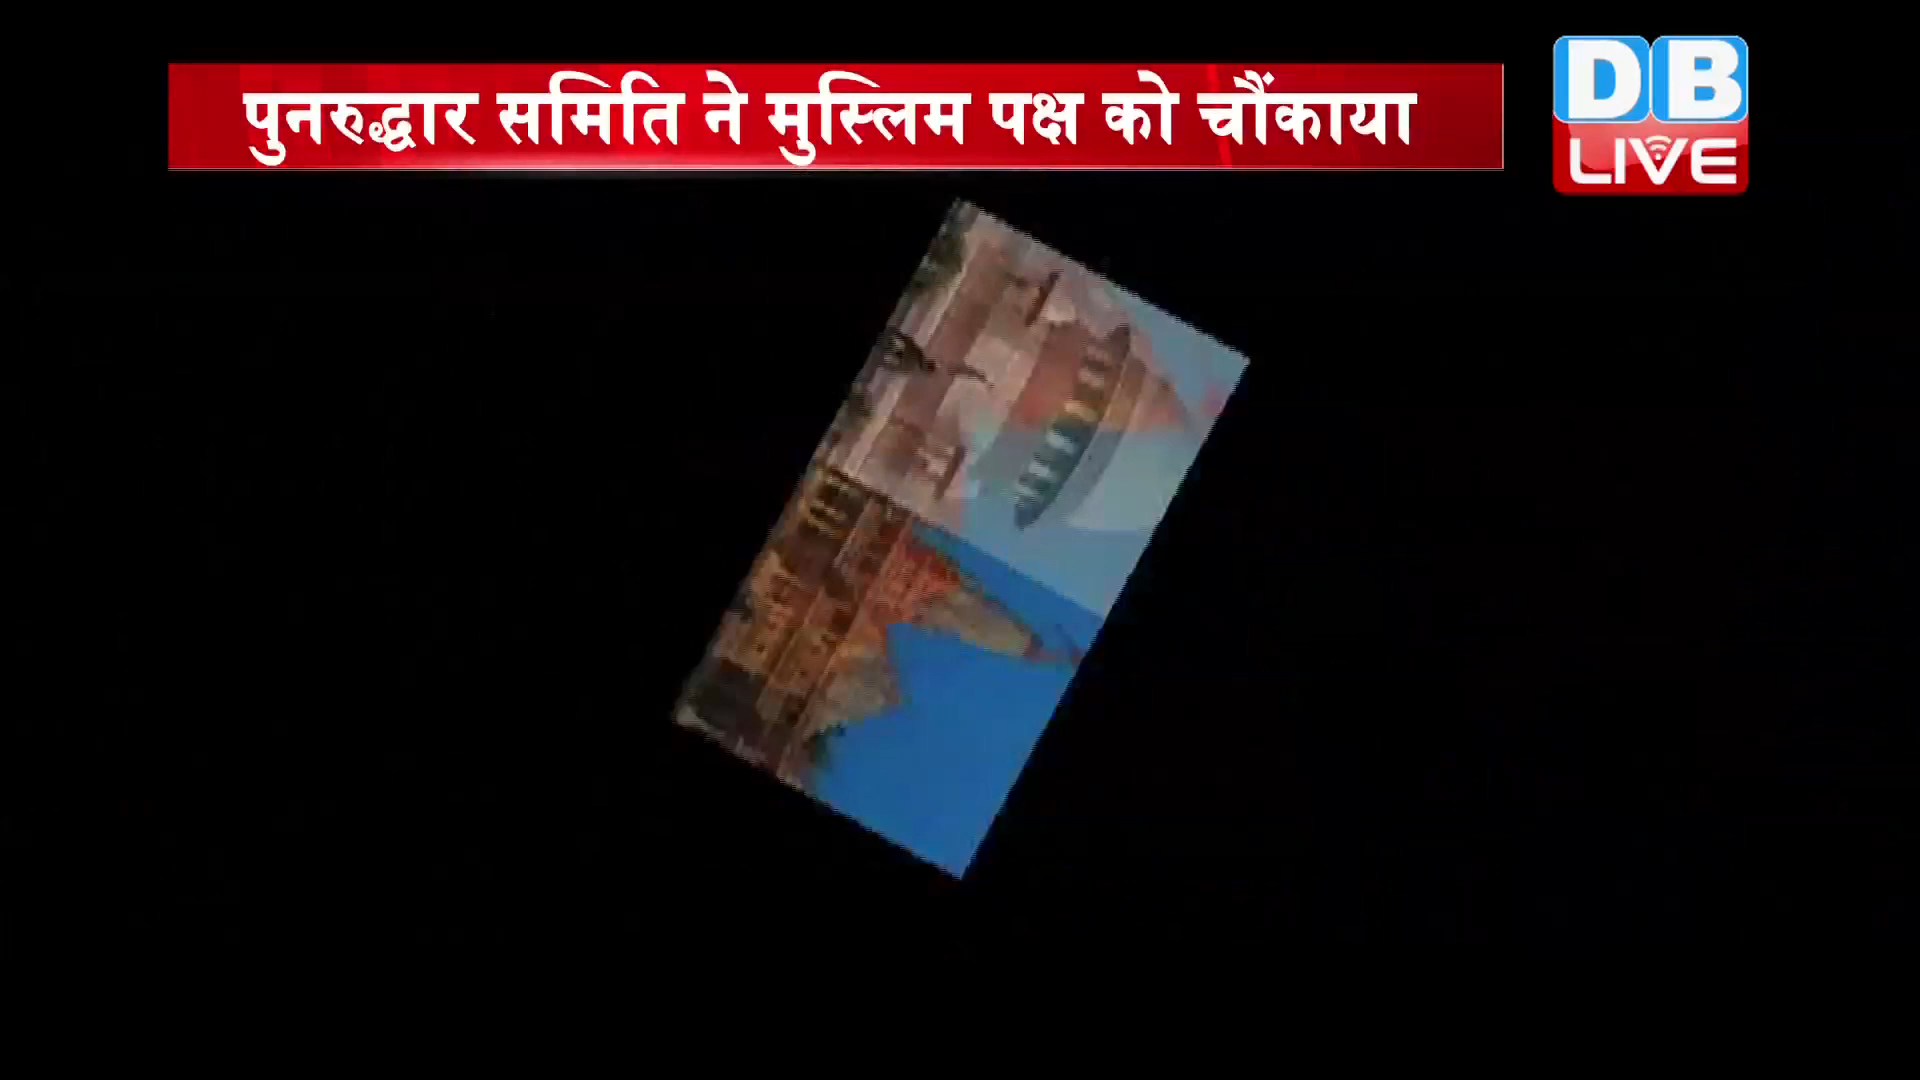 पुनरुद्धार समिति ने मुस्लिम पक्ष को चौंकाया
DB
LIVE